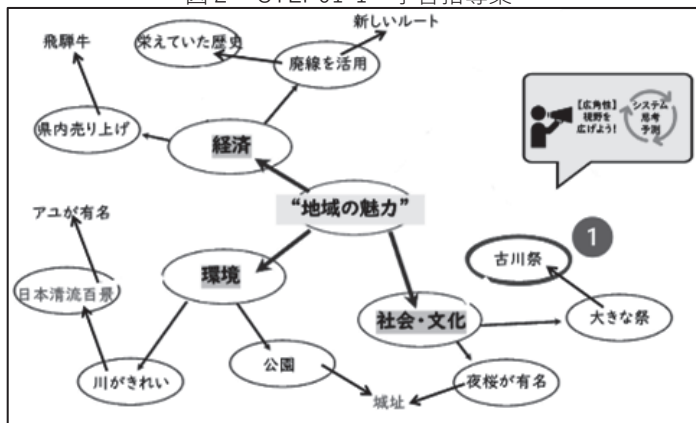 新しいルート
飛騨牛
栄えていた歴史
廃線を活用
県内売り上げ
経済
【広角性】
視野を
広げよう!
システム
思考
予測
アユが有名
"地域の魅力"
1
古川祭
環境
日本清流百景
社会・文化
大きな祭
公園
川がきれい
城址
夜桜が有名